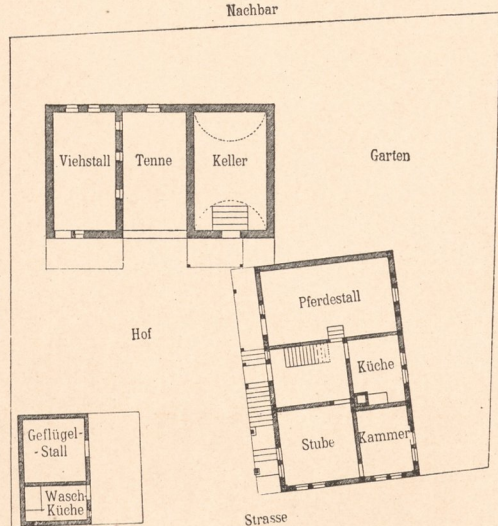 Nachbar
Viehstall
Tenne
Keller
Garten
Pferdestall
Hof
Küche
Geflügel-
-Stall
Stube
Kammer
Wasch-
Küche
Strasse